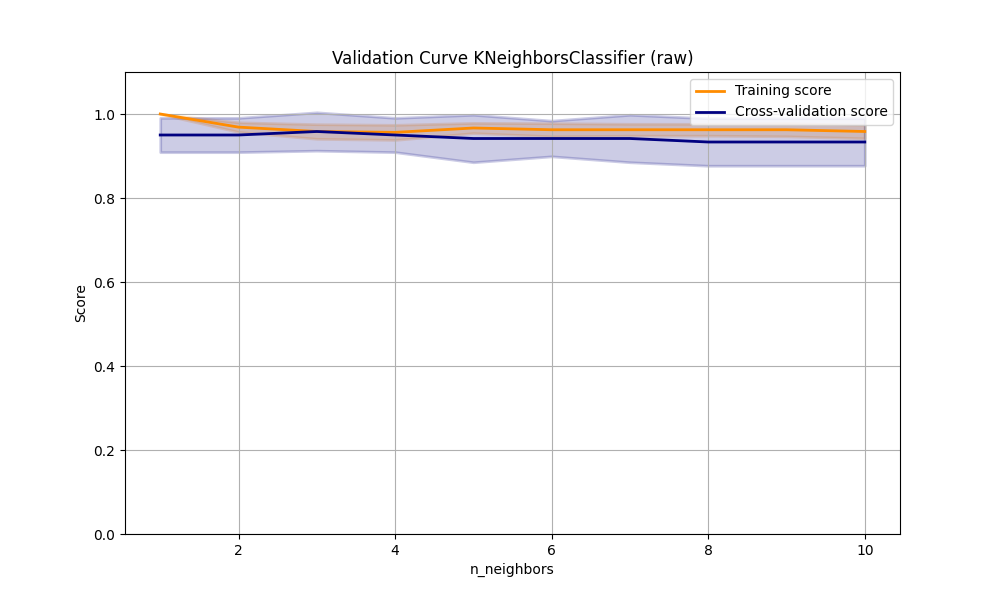 Validation Curve KNeighborsClassifier (raw)
Training score
Cross-validation score
1.0
0.8
0.6
0.4
0.2
0.0
Score
2 4 6 8 10
n_neighbors